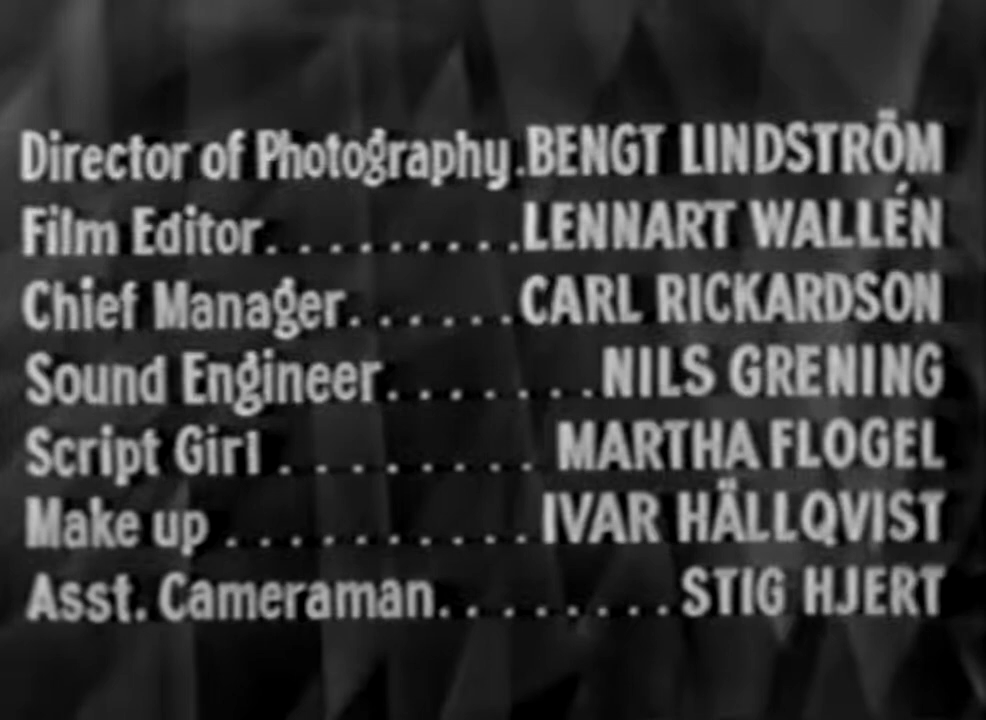 Director of Photography.BENGT LINDSTRÖM
Film Editor..........LENNART WALLÉN
Chief Manager......CARL RICKARDSON
Sound Engineer.......NILS GRENING
Script Girl ......... MARTHA FLOGEL
Make up ..........IVAR HÄLLQVIST
Asst. Cameraman........STIG HJERT